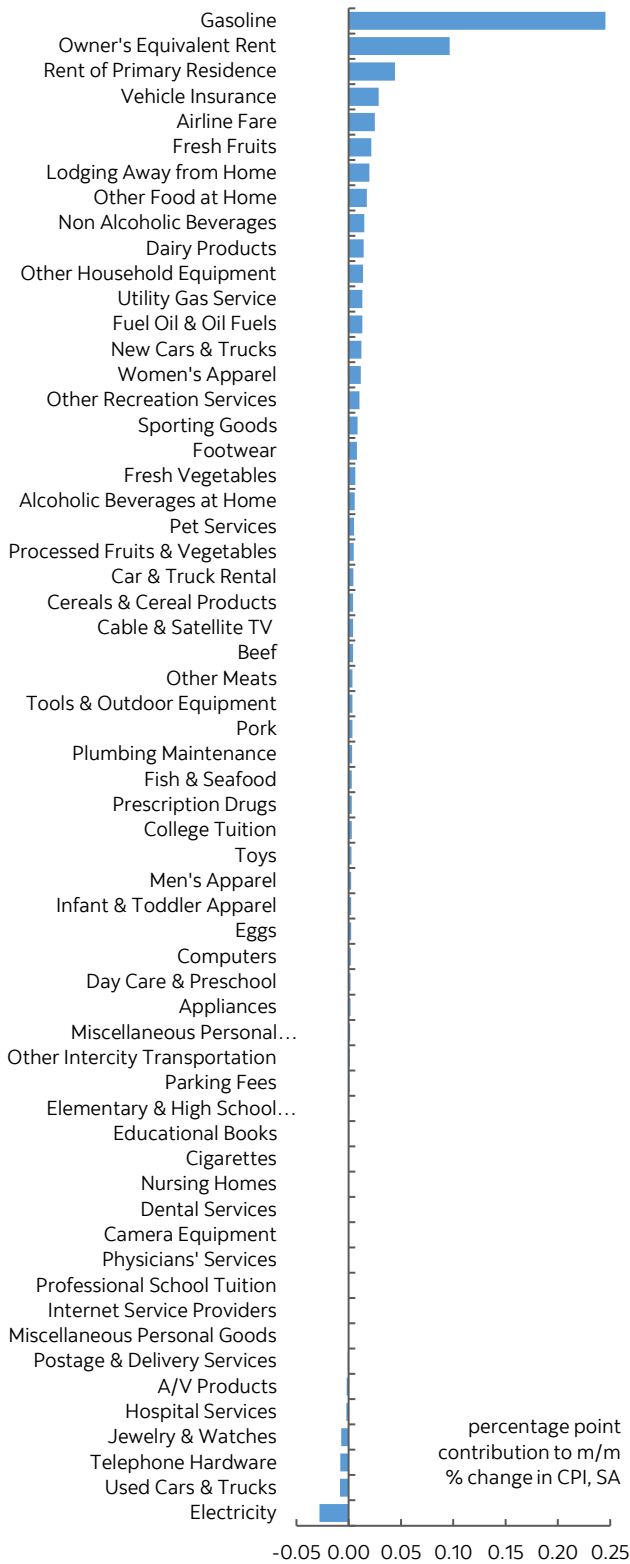 Gasoline
Owner's Equivalent Rent
Rent of Primary Residence
Vehicle Insurance
Airline Fare
Fresh Fruits
Lodging Away from Home
Other Food at Home
Non Alcoholic Beverages
Dairy Products
Other Household Equipment
Utility Gas Service
Fuel Oil & Oil Fuels
New Cars & Trucks
Women's Apparel
Other Recreation Services
Sporting Goods
Footwear
Fresh Vegetables
Alcoholic Beverages at Home
Pet Services
Processed Fruits & Vegetables
Car & Truck Rental
Cereals & Cereal Products
Cable & Satellite TV
Beef
Other Meats
Tools & Outdoor Equipment
Pork
Plumbing Maintenance
Fish & Seafood
Prescription Drugs
College Tuition
Toys
Men's Apparel
Infant & Toddler Apparel
Eggs
Computers
Day Care & Preschool
Appliances
Miscellaneous Personal…
Other Intercity Transportation
Parking Fees
Elementary & High School…
Educational Books
Cigarettes
Nursing Homes
Dental Services
Camera Equipment
Physicians' Services
Professional School Tuition
Internet Service Providers
Miscellaneous Personal Goods
Postage & Delivery Services
A/V Products
Hospital Services
Jewelry & Watches
Telephone Hardware
Used Cars & Trucks
Electricity
percentage point
contribution to m/m
% change in CPI, SA
-0.05 0.00 0.05 0.10 0.15 0.20 0.25